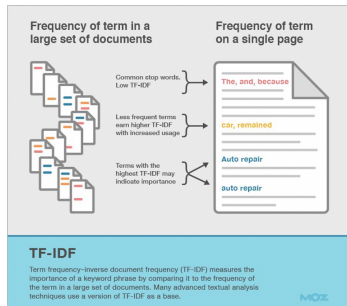 Frequency of term in a
large set of documents
Frequency of term
on a single page
Common stop words.
Low TF-IDF
The, and, because
Less frequent terms
earn higher TF-IDF
with increased usage
car, remained
Terms with the
highest TF-IDF may
indicate importance
Auto repair
auto repair
TF-IDF
Term frequency-inverse document frequency (TF-IDF) measures the
importance of a keyword phrase by comparing it to the frequency of
the term in a large set of documents. Many advanced textual analysis
techniques use a version of TF-IDF as a base.
MOZ